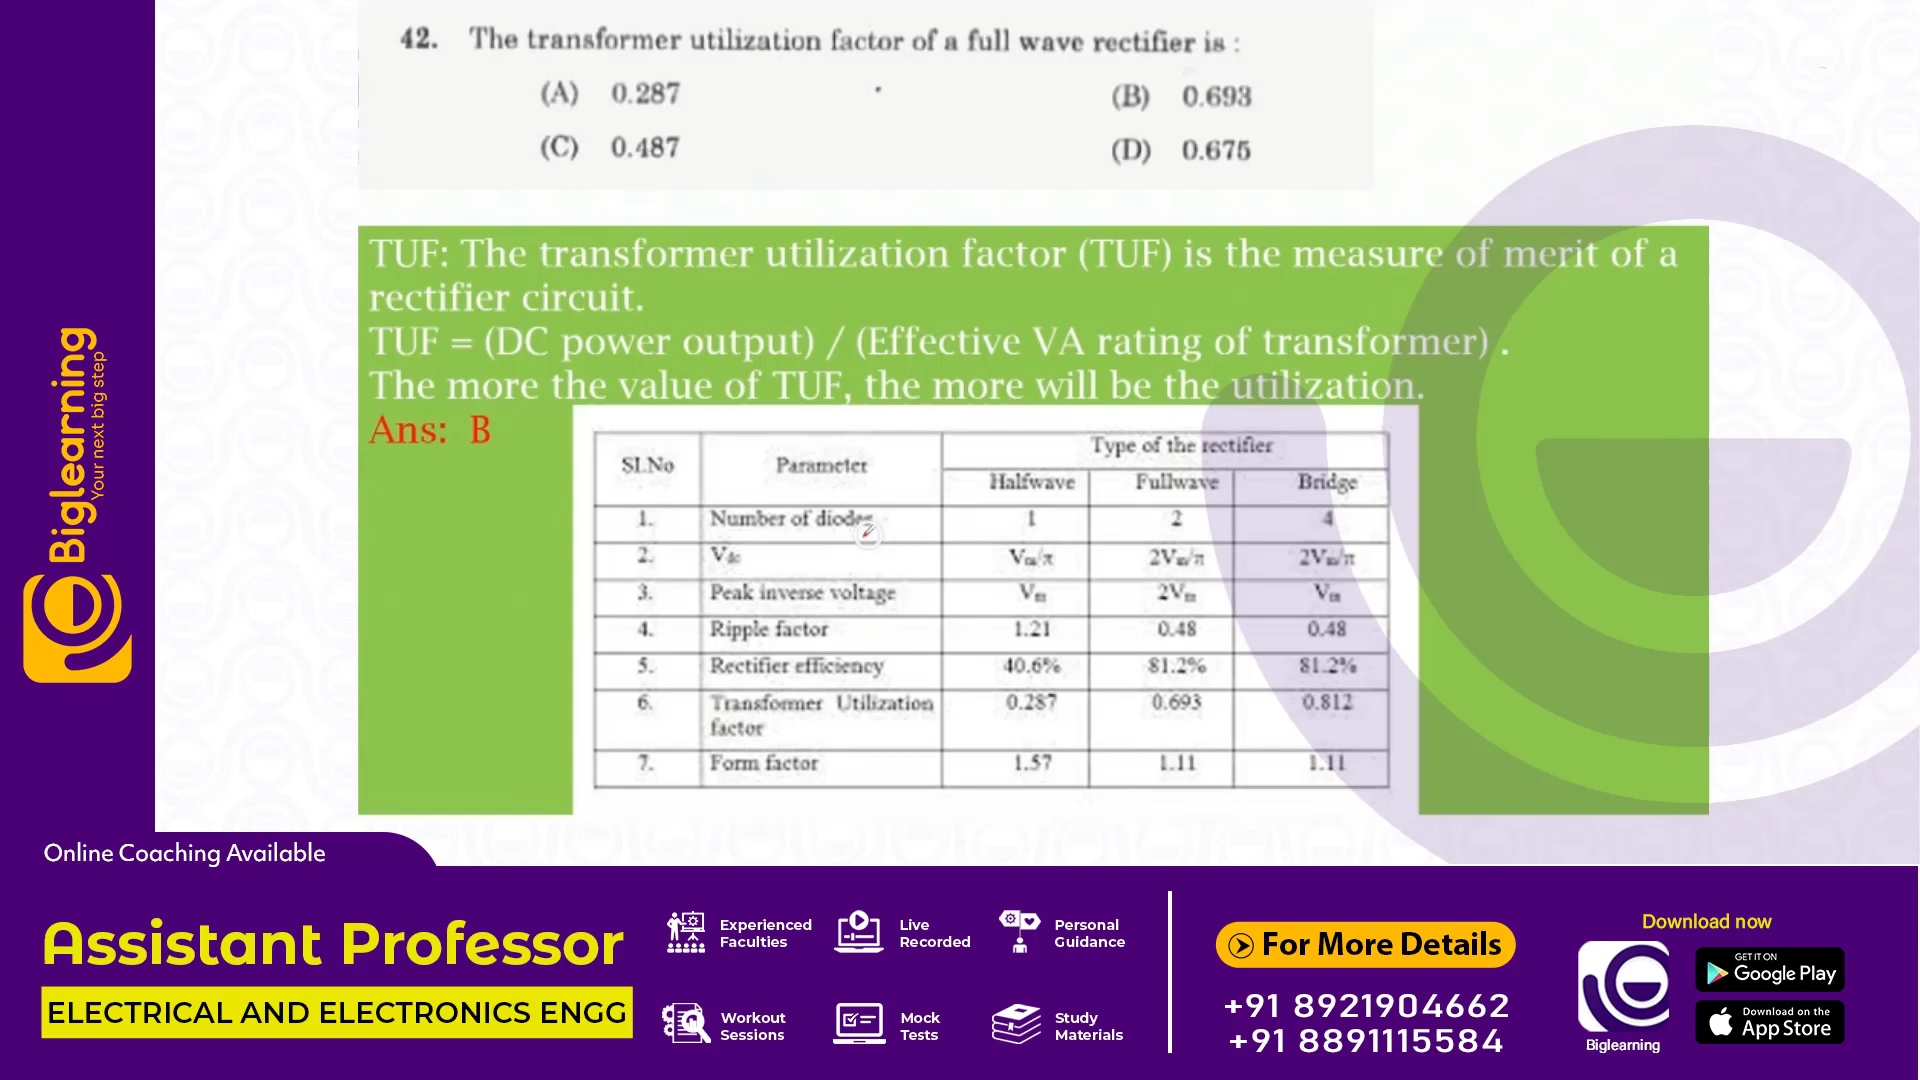 42. The transformer utilization factor of a full wave rectifier is :
(A) 0.287 (B) 0.693
(C) 0.487 (D) 0.675
TUF: The transformer utilization factor (TUF) is the measure of merit of a
rectifier circuit.
TUF = (DC power output) / (Effective VA rating of transformer) .
The more the value of TUF, the more will be the utilization.
Ans: B
Sl.No Parameter Type of the rectifier
Halfwave Fullwave Bridge
1. Number of diodes 1 2 4
2. Vdc Vm/π 2Vm/π 2Vm/π
3. Peak inverse voltage Vm 2Vm Vm
4. Ripple factor 1.21 0.48 0.48
5. Rectifier efficiency 40.6% 81.2% 81.2%
6. Transformer Utilization 0.287 0.693 0.812
factor
7. Form factor 1.57 1.11 1.11
Biglearning
Your next big step
Online Coaching Available
Assistant Professor
ELECTRICAL AND ELECTRONICS ENGG
Experienced
Faculties
Live
Recorded
Personal
Guidance
Workout
Sessions
Mock
Tests
Study
Materials
For More Details
+91 8921904662
+91 8891115584
Download now
Biglearning
GET IT ON
Google Play
Download on the
App Store